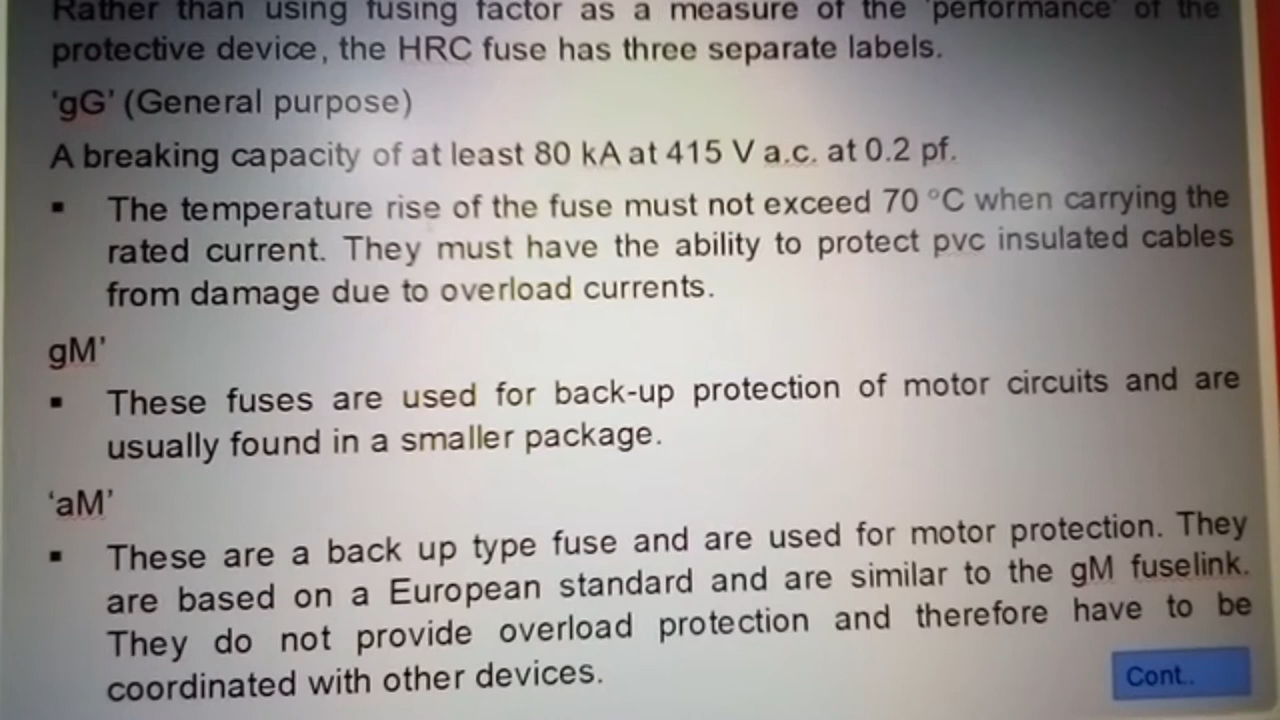 Rather than using fusing factor as a measure of the 'performance' of the
protective device, the HRC fuse has three separate labels.
'gG' (General purpose)
A breaking capacity of at least 80 kA at 415 V a.c. at 0.2 pf.
▪ The temperature rise of the fuse must not exceed 70 °C when carrying the
rated current. They must have the ability to protect pvc insulated cables
from damage due to overload currents.
gM'
▪ These fuses are used for back-up protection of motor circuits and are
usually found in a smaller package.
'aM'
▪ These are a back up type fuse and are used for motor protection. They
are based on a European standard and are similar to the gM fuselink.
They do not provide overload protection and therefore have to be
coordinated with other devices.
Cont..